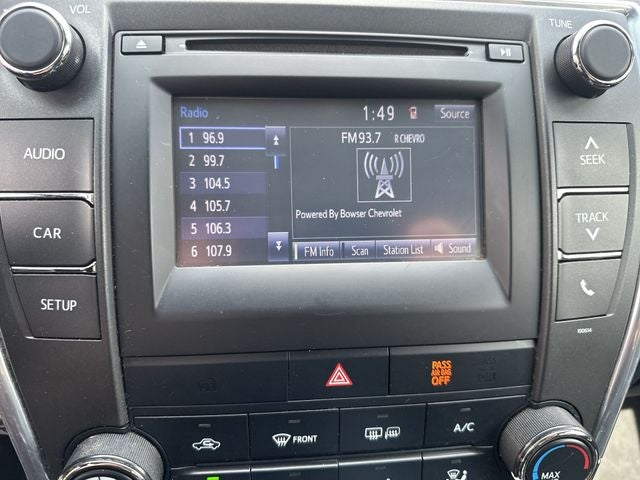 VOL
TUNE
Radio
1:49
Source
1 96.9
2 99.7
3 104.5
4 105.7
5 106.3
6 107.9
FM 93.7 R CHEVRO
Powered By Bowser Chevrolet
FM Info
Scan
Station List
Sound
AUDIO
CAR
SETUP
SEEK
TRACK
100614
PASS
AIR BAG
OFF
FRONT
A/C
MAX